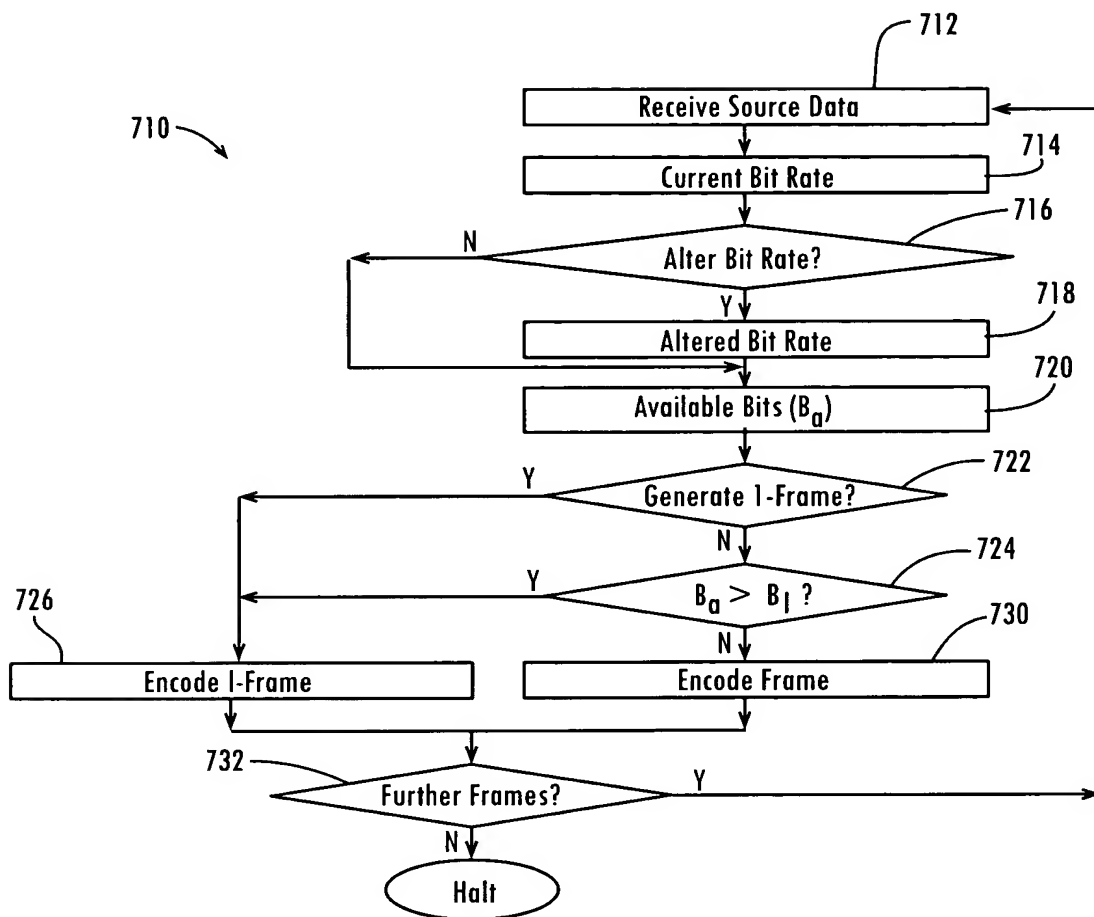 712
Receive Source Data
710
714
Current Bit Rate
716
N
Alter Bit Rate?
Y
718
Altered Bit Rate
720
Available Bits (Ba)
722
Y
Generate 1-Frame?
N
724
Y
Ba > BI ?
726
730
N
Encode I-Frame
Encode Frame
732
Y
Further Frames?
N
Halt